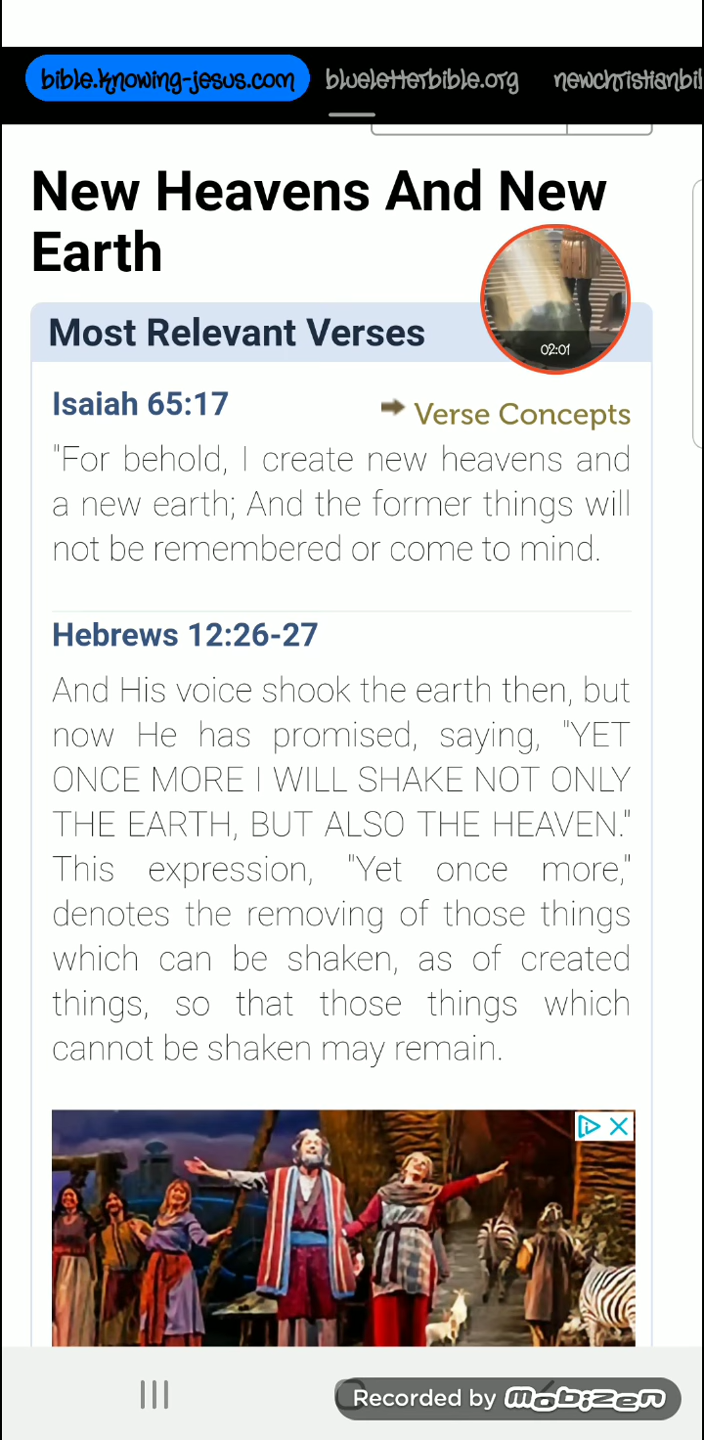 bible.knowing-jesus.com blueletterbible.org newchristianbil
New Heavens And New
Earth
02:01
Most Relevant Verses
Isaiah 65:17
Verse Concepts
"For behold, I create new heavens and
a new earth; And the former things will
not be remembered or come to mind.
Hebrews 12:26-27
And His voice shook the earth then, but
now He has promised, saying, "YET
ONCE MORE I WILL SHAKE NOT ONLY
THE EARTH, BUT ALSO THE HEAVEN."
This expression, "Yet once more,"
denotes the removing of those things
which can be shaken, as of created
things, so that those things which
cannot be shaken may remain.
Recorded by mobizen